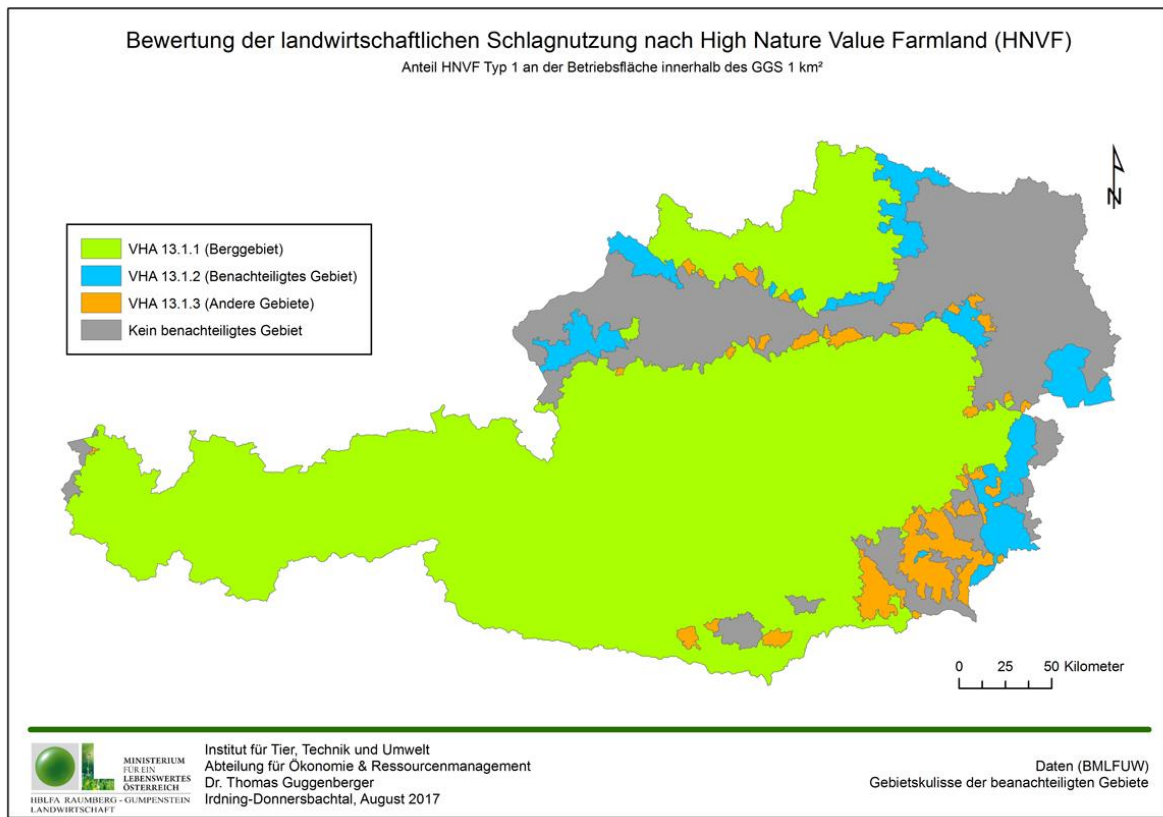 Bewertung der landwirtschaftlichen Schlagnutzung nach High Nature Value Farmland (HNVF)
Anteil HNVF Typ 1 an der Betriebsfläche innerhalb des GGS 1 km²
N
VHA 13.1.1 (Berggebiet)
VHA 13.1.2 (Benachteiligtes Gebiet)
VHA 13.1.3 (Andere Gebiete)
Kein benachteiligtes Gebiet
0 25 50 Kilometer
MINISTERIUM
FÜR EIN
LEBENSWERTES
ÖSTERREICH
HBLFA RAUMBERG - GUMPENSTEIN
LANDWIRTSCHAFT
Institut für Tier, Technik und Umwelt
Abteilung für Ökonomie & Ressourcenmanagement
Dr. Thomas Guggenberger
Irdning-Donnersbachtal, August 2017
Daten (BMLFUW)
Gebietskulisse der beanachteiligten Gebiete